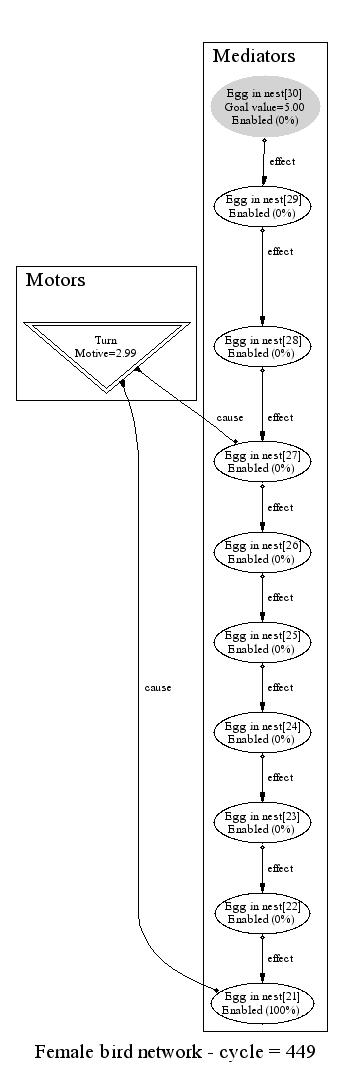 Mediators
Egg in nest[30]
Goal value=5.00
Enabled (0%)
effect
Egg in nest[29]
Enabled (0%)
effect
Motors
Turn
Motive=2.99
Egg in nest[28]
Enabled (0%)
cause
effect
Egg in nest[27]
Enabled (0%)
effect
Egg in nest[26]
Enabled (0%)
effect
Egg in nest[25]
Enabled (0%)
cause
effect
Egg in nest[24]
Enabled (0%)
effect
Egg in nest[23]
Enabled (0%)
effect
Egg in nest[22]
Enabled (0%)
effect
Egg in nest[21]
Enabled (100%)
Female bird network - cycle = 449